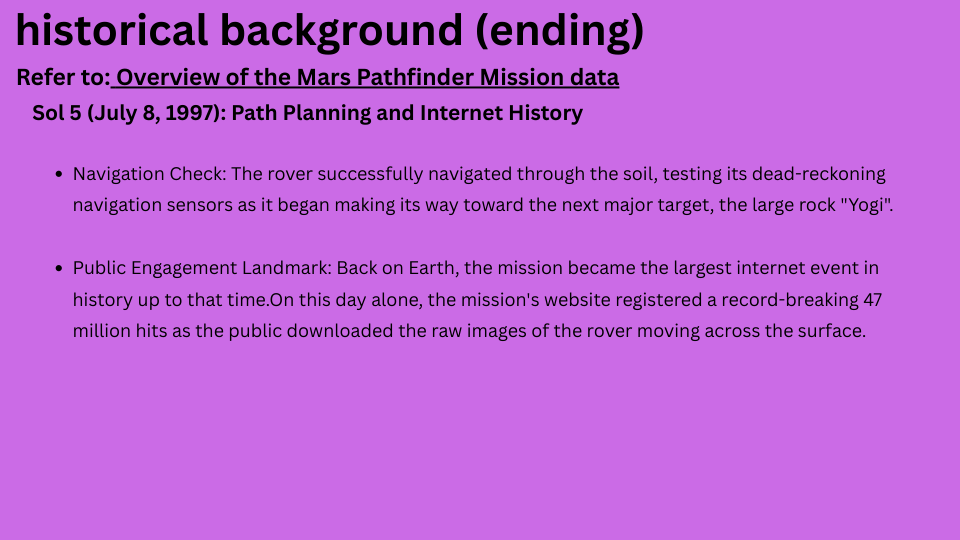 historical background (ending)
Refer to: Overview of the Mars Pathfinder Mission data
Sol 5 (July 8, 1997): Path Planning and Internet History
• Navigation Check: The rover successfully navigated through the soil, testing its dead-reckoning
navigation sensors as it began making its way toward the next major target, the large rock "Yogi".
• Public Engagement Landmark: Back on Earth, the mission became the largest internet event in
history up to that time.On this day alone, the mission's website registered a record-breaking 47
million hits as the public downloaded the raw images of the rover moving across the surface.